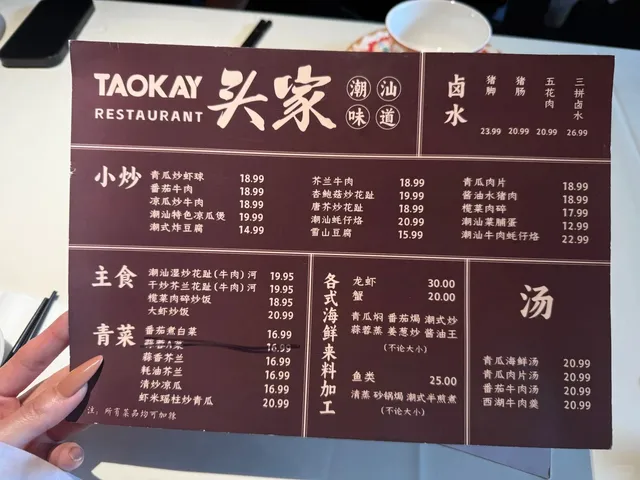 TAOKAY
RESTAURANT
头家
潮汕
味道
卤水
猪脚 23.99
猪肠 20.99
五花肉 20.99
三拼卤水 26.99
小炒
青瓜炒虾球 18.99
番茄牛肉 18.99
凉瓜炒牛肉 18.99
潮汕特色凉瓜煲 19.99
潮式炸豆腐 14.99
芥兰牛肉 18.99
杏鲍菇炒花趾 19.99
唐芥炒花趾 18.99
潮汕蚝仔烙 20.99
雪山豆腐 15.99
青瓜肉片 18.99
酱油水猪肉 18.99
榄菜肉碎 17.99
潮汕菜脯蛋 12.99
潮汕牛肉蚝仔烙 22.99
主食
潮汕湿炒花趾(牛肉)河 19.95
干炒芥兰花趾(牛肉)河 19.95
榄菜肉碎炒饭 18.95
大虾炒饭 20.99
青菜
番茄煮白菜 16.99
蒜蓉A菜 16.99
蒜香芥兰 16.99
耗油芥兰 16.99
清炒凉瓜 16.99
虾米瑶柱炒青瓜 20.99
注，所有菜品均可加辣
各式海鲜来料加工
龙虾 30.00
蟹 20.00
青瓜焖 番茄焗 潮式炒
蒜蓉蒸 姜葱炒 酱油王
(不论大小)
鱼类 25.00
清蒸 砂锅焗 潮式半煎煮
(不论大小)
汤
青瓜海鲜汤 20.99
青瓜肉片汤 20.99
番茄牛肉汤 20.99
西湖牛肉羹 20.99